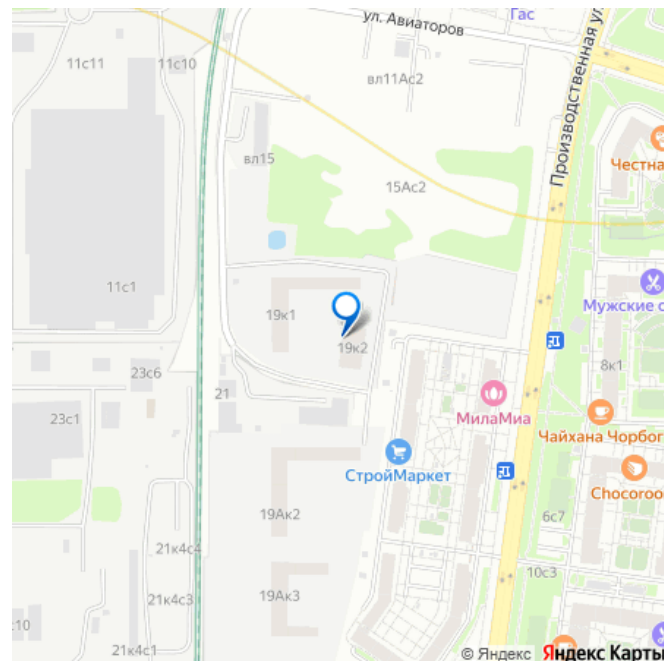 Гас
ул. Авиаторов
Производственная ул.
11с11
11с10
вл11Ас2
вл15
Честна
15Ас2
11с1
Мужские с
19к1
19к2
8к1
23с6
21
МилаМиа
23с1
Чайхана Чорбог
СтройМаркет
Chocoroo
19Ак2
6с7
21к4с4
10с3
21к4с3
19Ак3
с10
21к4с1
© Яндекс Яндекс Карты